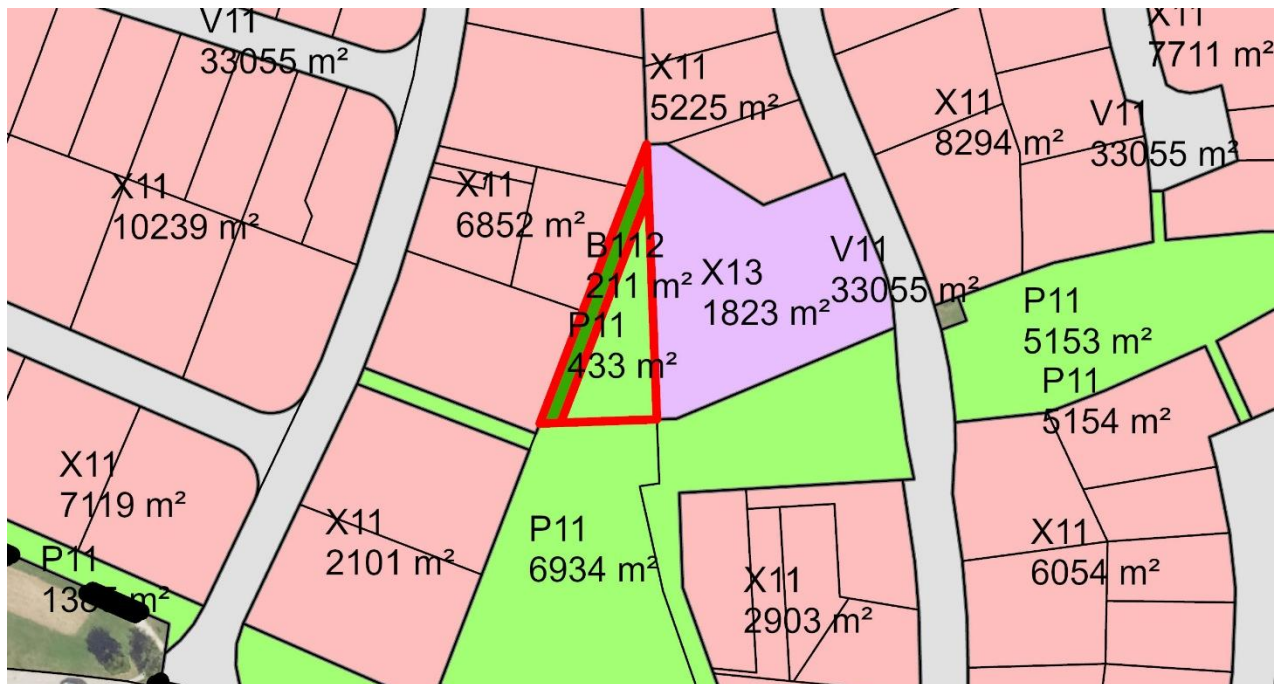 V11
33055 m²
X11
7711 m²
X11
5225 m²
X11
8294 m²
V11
33055 m²
X11
10239 m²
X11
6852 m²
B112
211 m²
X13
1823 m²
V11
33055 m²
P11
433 m²
P11
5153 m²
P11
5154 m²
X11
7119 m²
X11
2101 m²
P11
6934 m²
X11
6054 m²
P11
X11
2903 m²